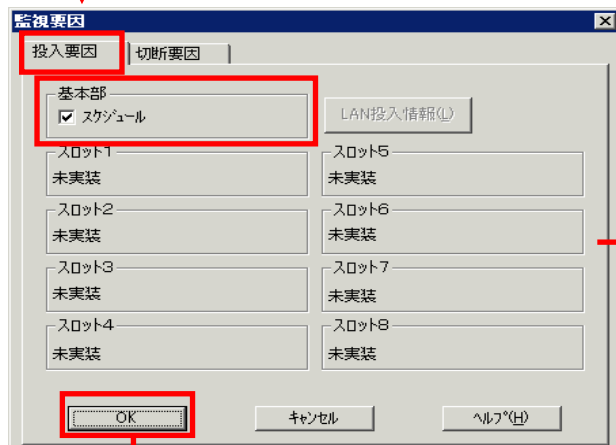 監視要因
投入要因 切断要因
基本部
スケジュール
LAN投入情報(L)
スロット1
未実装
スロット5
未実装
スロット2
未実装
スロット6
未実装
スロット3
未実装
スロット7
未実装
スロット4
未実装
スロット8
未実装
OK キャンセル ヘルプ(H)